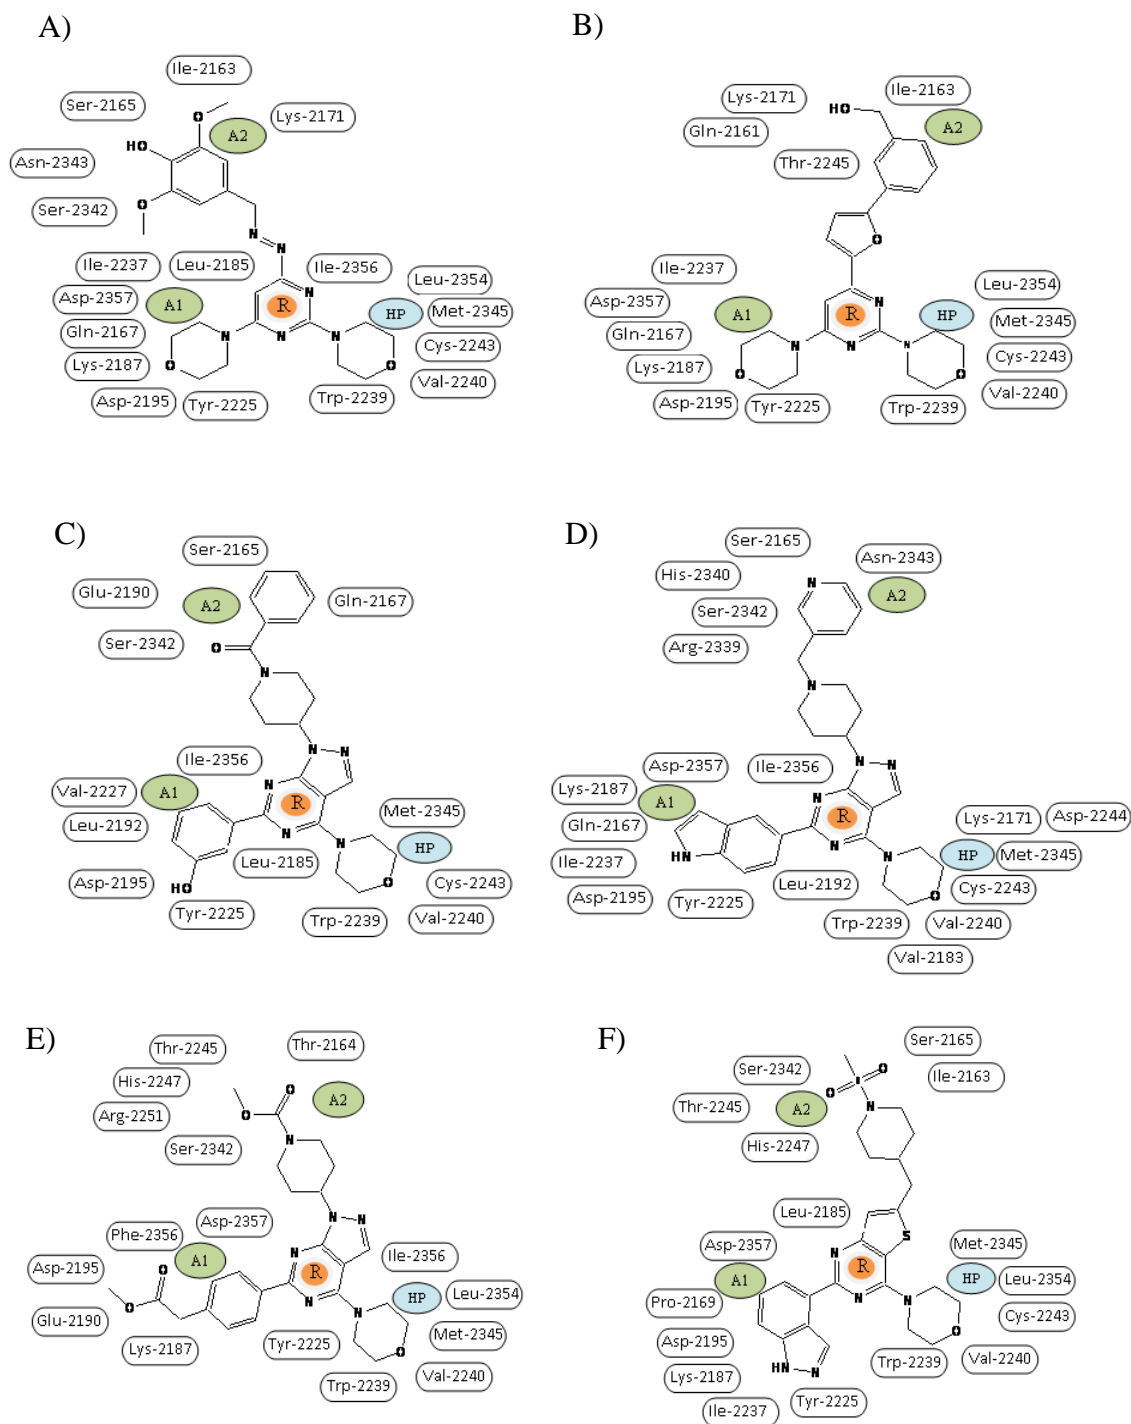 A)
Ile-2163
Ser-2165
Lys-2171
A2
O
HO
Asn-2343
Ser-2342
O
N
N
Ile-2237
Leu-2185
Ile-2356
Leu-2354
Asp-2357
A1
R
N
HP
Met-2345
Gln-2167
N
N
N
Cys-2243
Lys-2187
O
O
Val-2240
Asp-2195
Tyr-2225
Trp-2239
B)
Lys-2171
HO
Ile-2163
Gln-2161
A2
Thr-2245
O
Ile-2237
Leu-2354
Asp-2357
A1
R
N
HP
Met-2345
Gln-2167
N
N
N
Cys-2243
Lys-2187
O
O
Val-2240
Asp-2195
Tyr-2225
Trp-2239
C)
Ser-2165
Glu-2190
A2
Gln-2167
Ser-2342
O
N
N
N
Ile-2356
Val-2227
A1
N
R
Leu-2192
N
N
Met-2345
HP
Leu-2185
Asp-2195
HO
O
Cys-2243
Tyr-2225
Trp-2239
Val-2240
D)
Ser-2165
Asn-2343
His-2340
N
A2
Ser-2342
Arg-2339
N
Asp-2357
Ile-2356
N
N
Lys-2187
A1
N
R
Gln-2167
N
Lys-2171
Asp-2244
Ile-2237
HN
N
HP
Met-2345
Asp-2195
Tyr-2225
Leu-2192
Cys-2243
O
Trp-2239
Val-2240
Val-2183
E)
Thr-2245
Thr-2164
His-2247
O
A2
Arg-2251
O
Ser-2342
N
Asp-2357
N
N
Phe-2356
A1
N
R
Ile-2356
Asp-2195
O
N
HP
Leu-2354
Glu-2190
O
N
Lys-2187
Tyr-2225
Met-2345
O
Trp-2239
Val-2240
F)
Ser-2165
Ser-2342
O
Ile-2163
O
Thr-2245
A2
N
His-2247
Leu-2185
S
Asp-2357
N
R
Met-2345
A1
HP
Leu-2354
Pro-2169
N
N
Cys-2243
Asp-2195
O
Lys-2187
HN
N
Trp-2239
Val-2240
Ile-2237
Tyr-2225